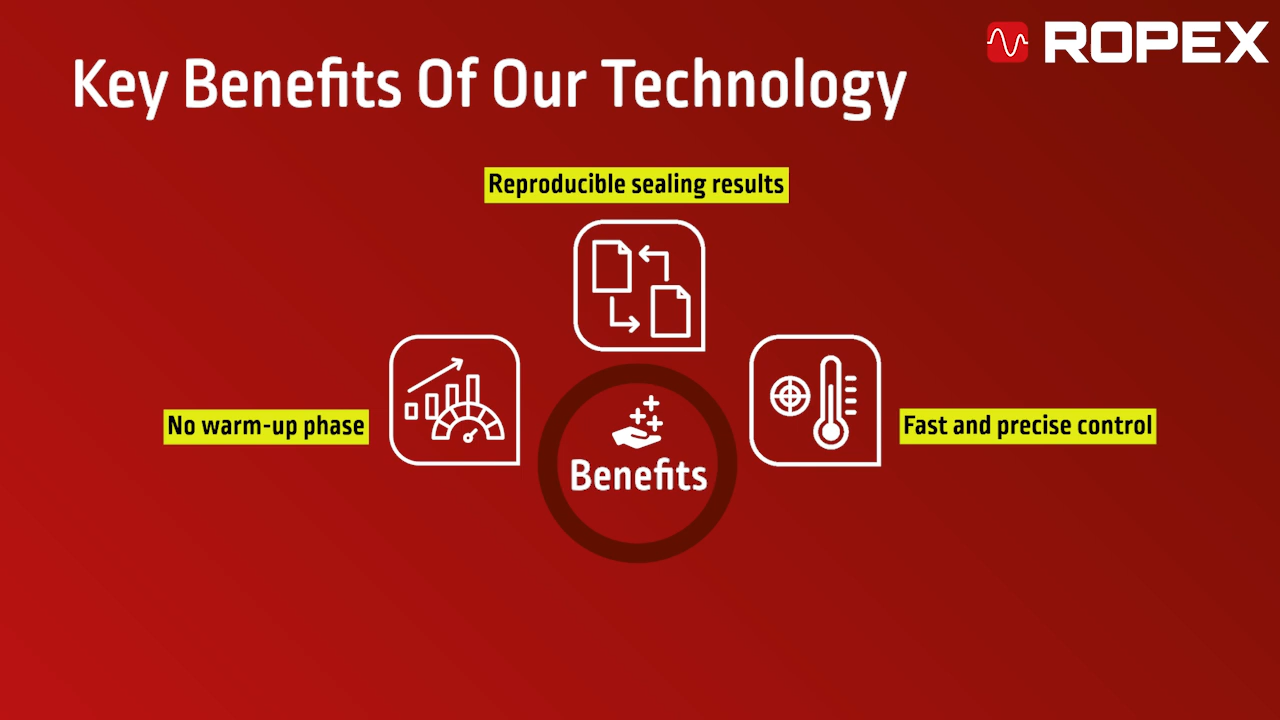 ROPEX
Key Benefits Of Our Technology
Reproducible sealing results
No warm-up phase
Fast and precise control
Benefits